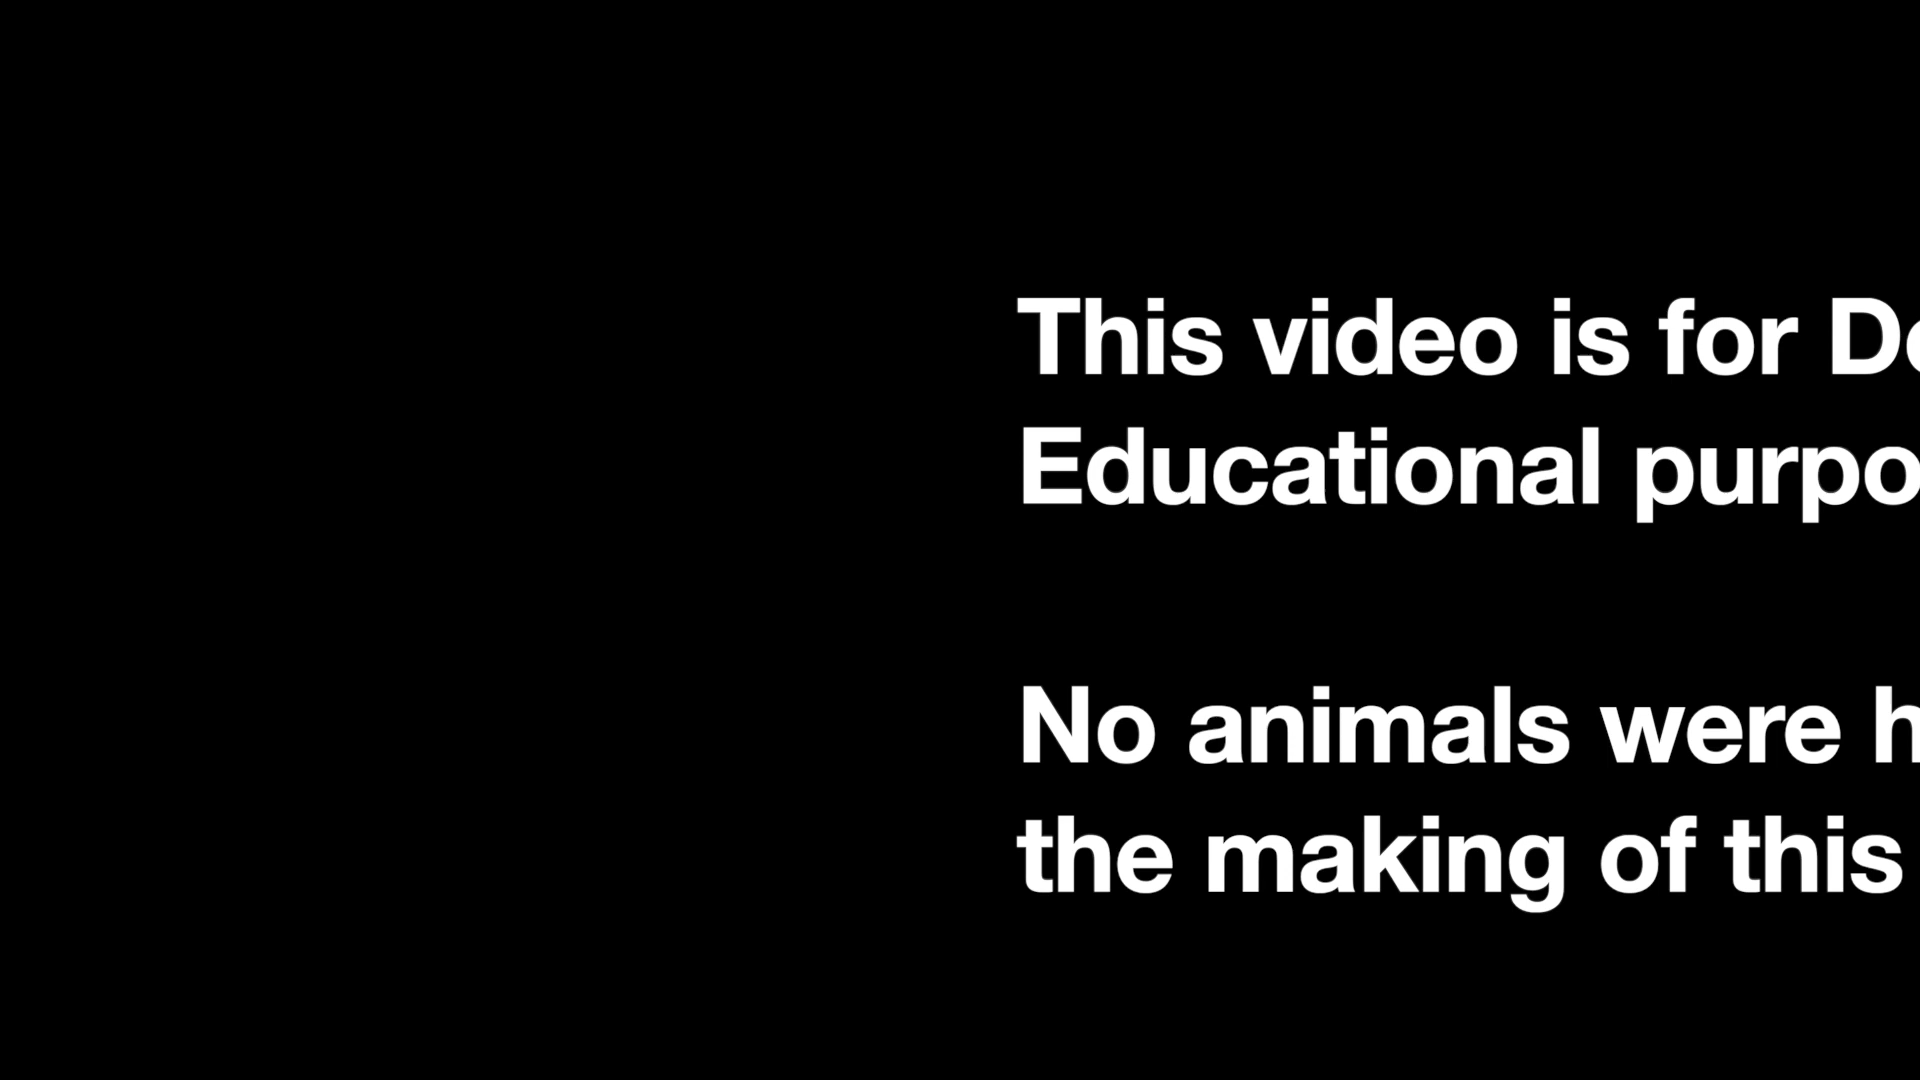 This video is for
Educational
No animals were
the making of this